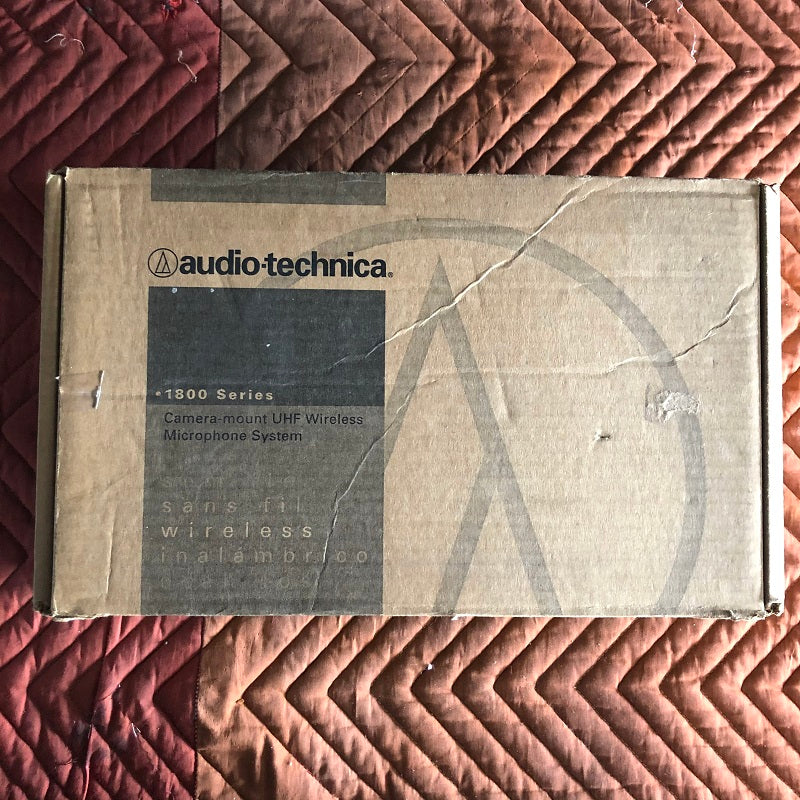 audio-technica®
• 1800 Series
Camera-mount UHF Wireless
Microphone System
sans fil
wireless
inalámbrico